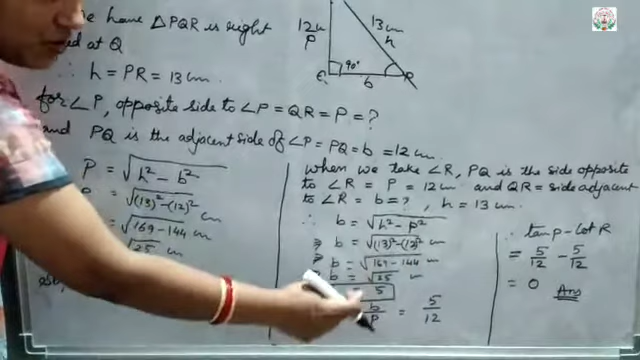 we have △PQR is right
at Q
∴ h = PR = 13 cm.
for ∠P, opposite side to ∠P = QR = P = ?
and PQ is the adjacent side of ∠P = PQ = b = 12 cm.
12 cm
P
13 cm
h
90°
Q
b
R
P = √h² - b²
= √(13)² - (12)² cm
= √169 - 144 cm
√25 cm
when we take ∠R, PQ is the side opposite
to ∠R = P = 12 cm and QR = side adjacent
to ∠R = b = ?, h = 13 cm.
∴ b = √h² - P²
⇒ b = √(13)² - (12)² cm
⇒ b = √169 - 144 cm
b = √25 cm
= 5
b/P = 5/12
∴ tan P - Cot R
= 5/12 - 5/12
= 0 Ans